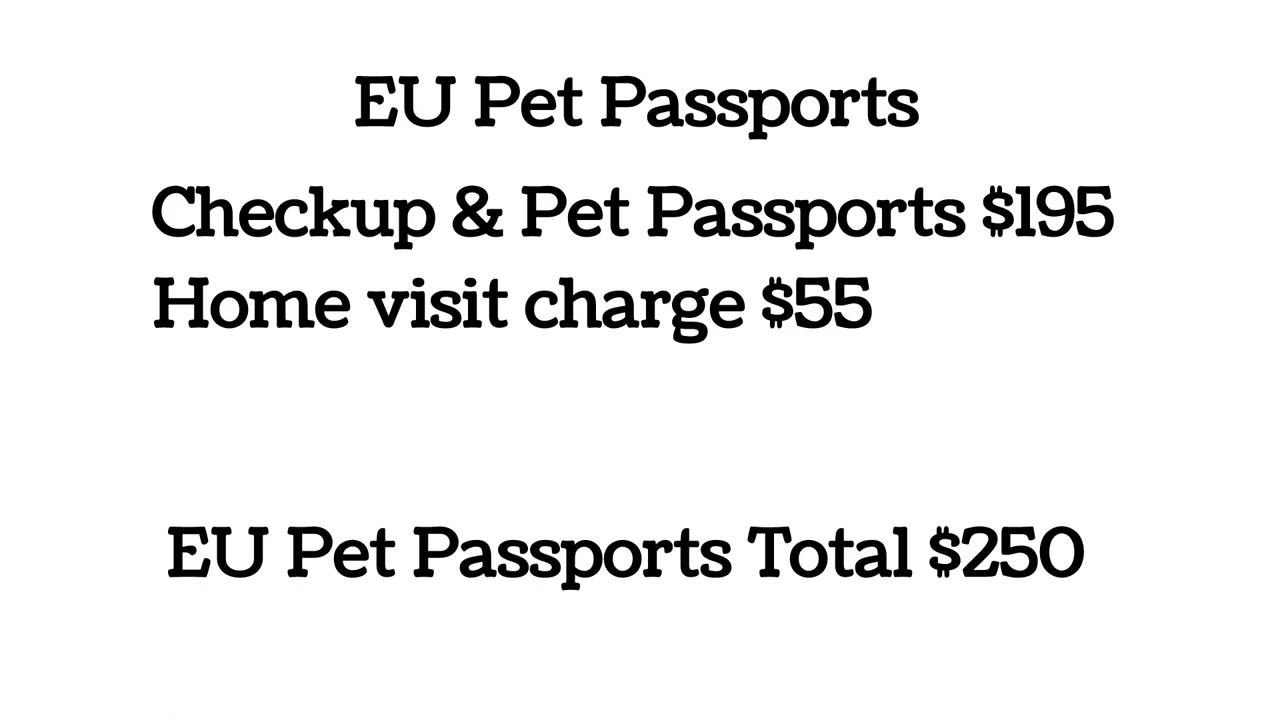 EU Pet Passports
Checkup & Pet Passports $195
Home visit charge $55
EU Pet Passports Total $250